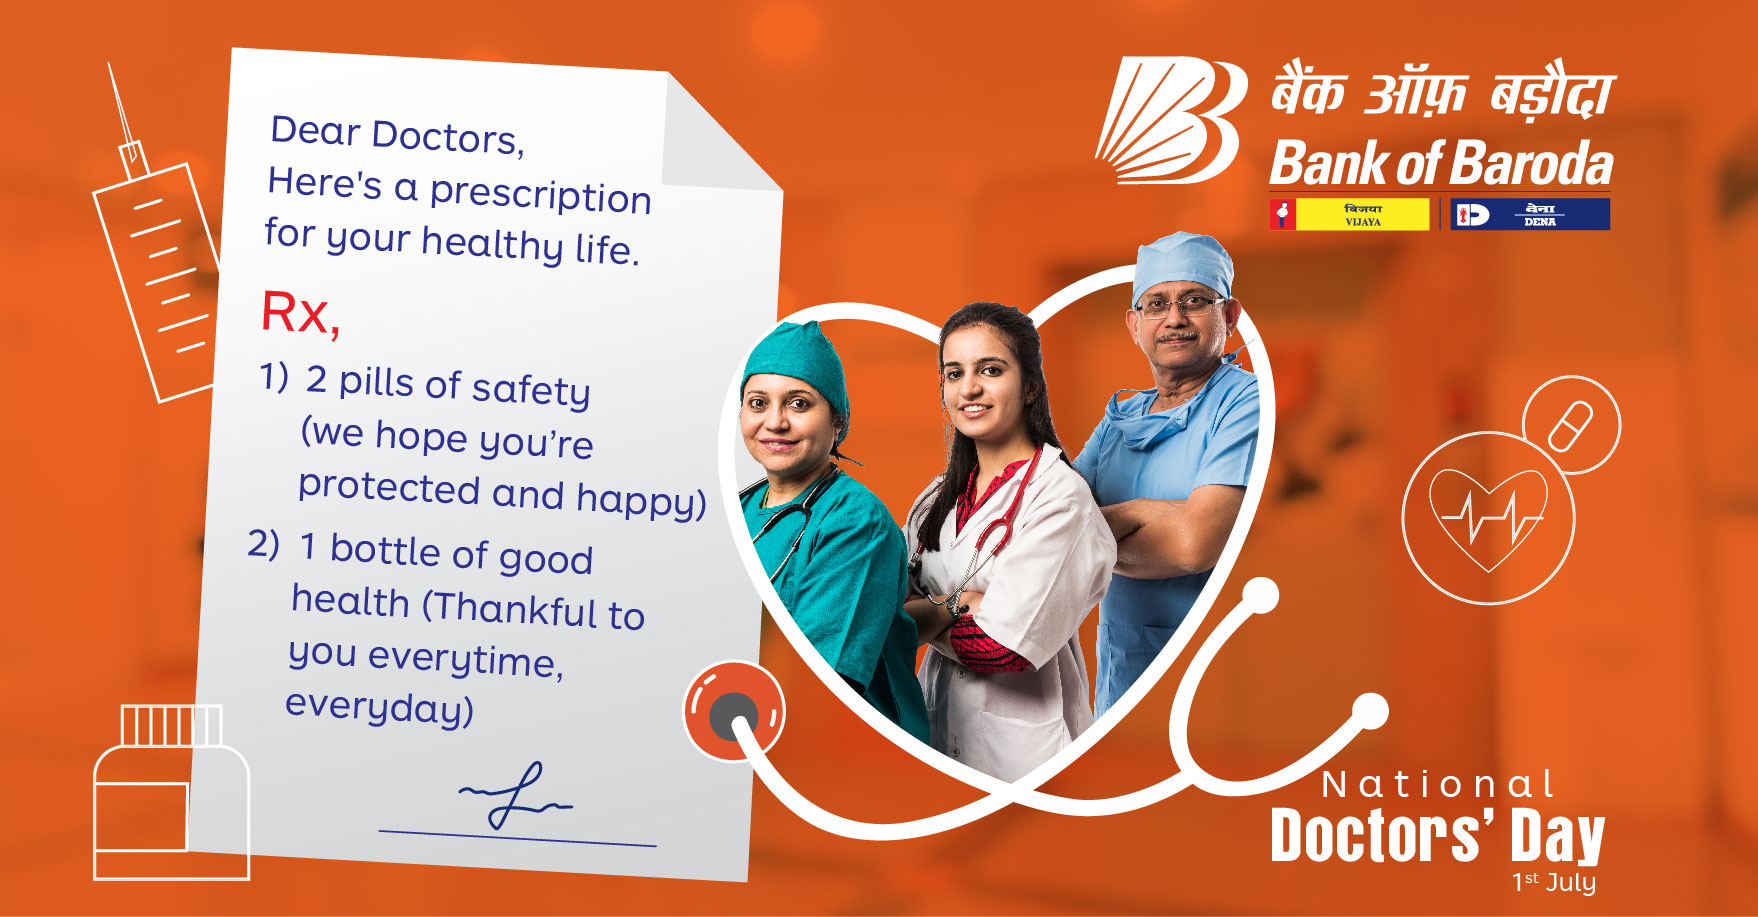 Dear Doctors,
Here's a prescription
for your healthy life.
Rx,
1) 2 pills of safety
(we hope you’re
protected and happy)
2) 1 bottle of good
health (Thankful to
you everytime,
everyday)
बैंक ऑफ़ बड़ौदा
Bank of Baroda
विजया
VIJAYA
देना
DENA
National
Doctors’ Day
1st July